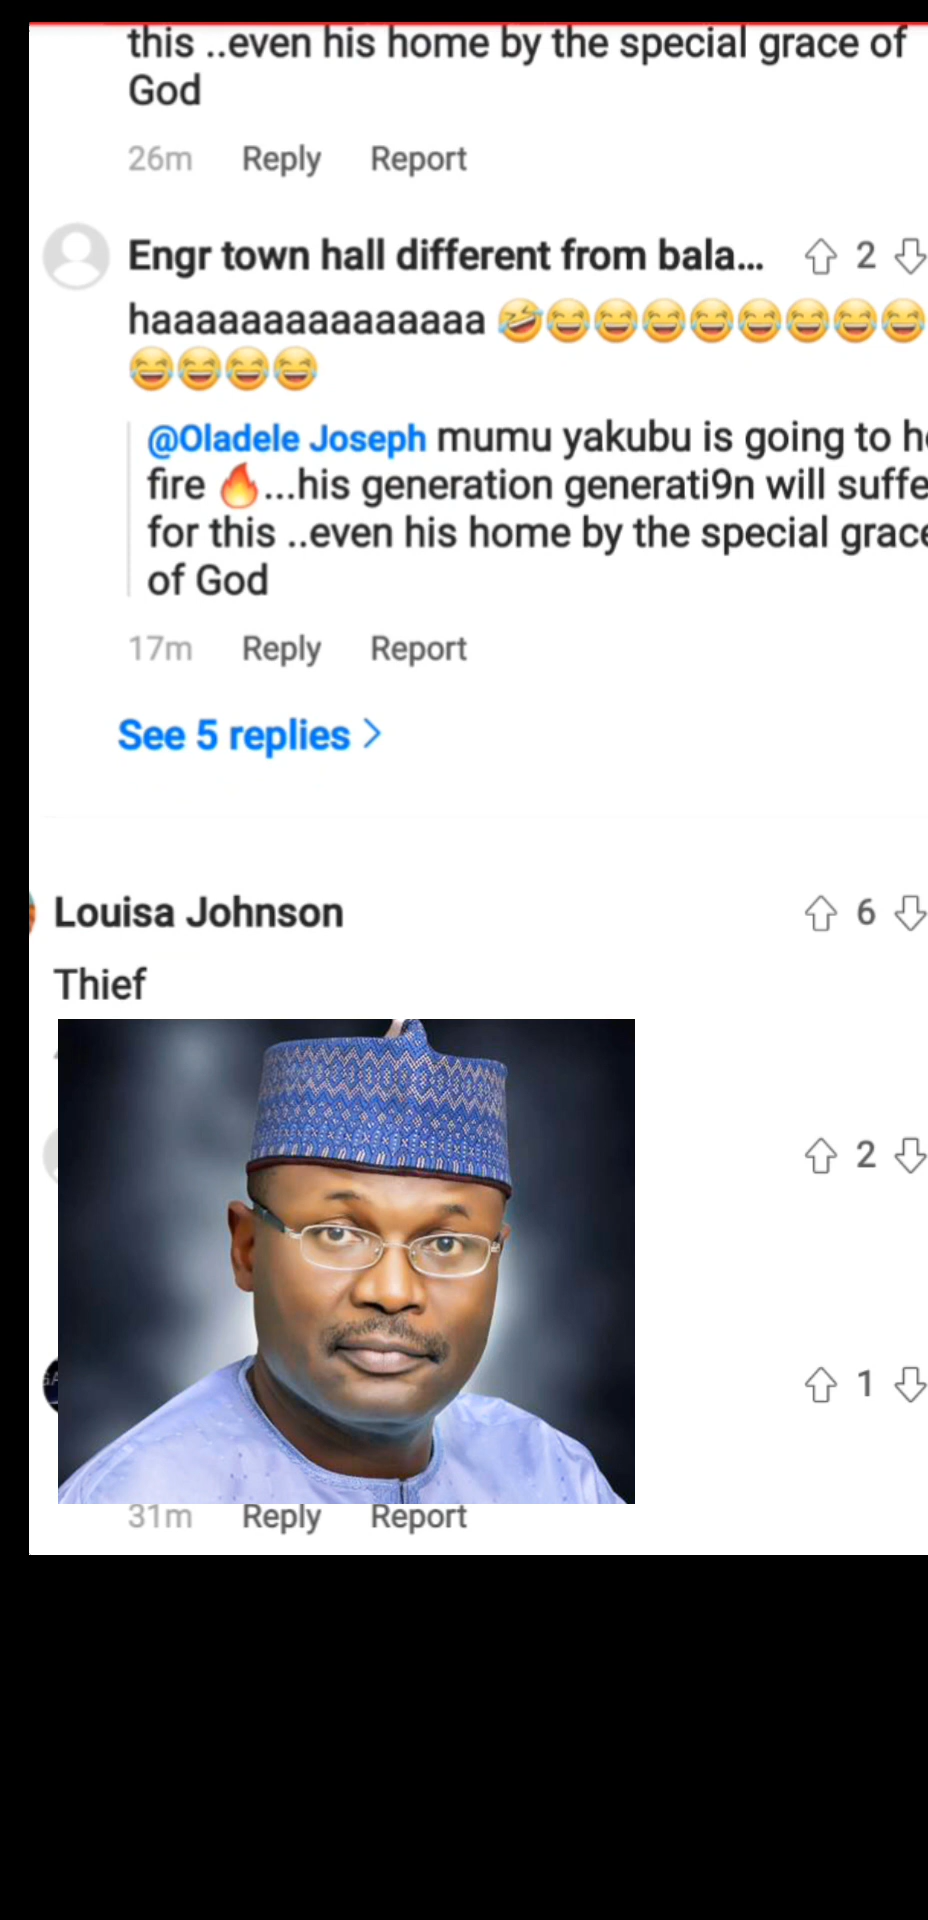 this ..even his home by the special grace of
God
26m Reply Report
Engr town hall different from bala... 2
haaaaaaaaaaaaaaaa 🤣😂😂😂😂😂😂😂😂
😂😂😂😂
@Oladele Joseph mumu yakubu is going to
fire 🔥...his generation generati9n will
for this ..even his home by the special
of God
17m Reply Report
See 5 replies >
Louisa Johnson 6
Thief
2
1
31m Reply Report